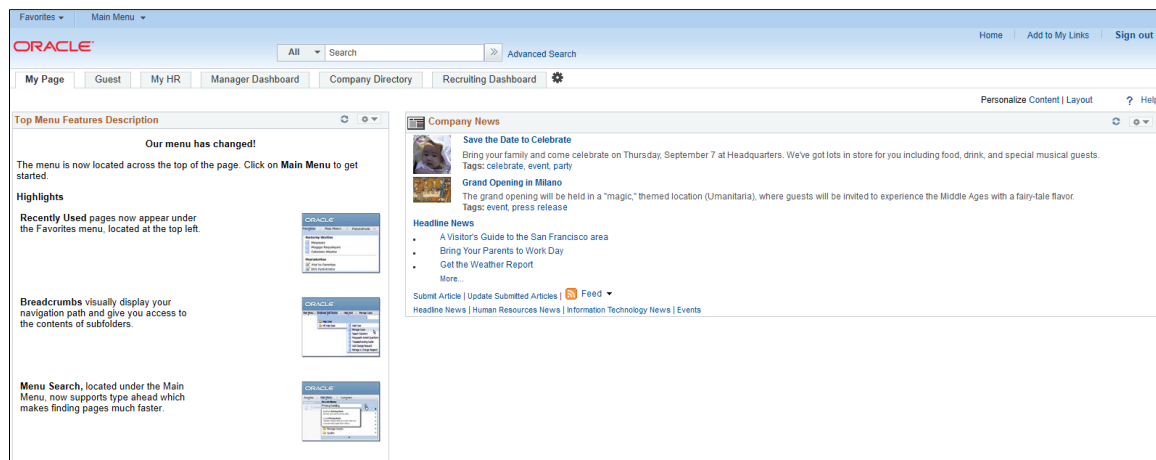 Favorites Main Menu
Home Add to My Links Sign out
ORACLE
All Search Advanced Search
My Page Guest My HR Manager Dashboard Company Directory Recruiting Dashboard
Personalize Content | Layout ? Help
Top Menu Features Description
Our menu has changed!
The menu is now located across the top of the page. Click on Main Menu to get
started.
Highlights
Recently Used pages now appear under
the Favorites menu, located at the top left.
ORACLE
Breadcrumbs visually display your
navigation path and give you access to
the contents of subfolders.
Menu Search, located under the Main
Menu, now supports type ahead which
makes finding pages much faster.
ORACLE
Company News
Save the Date to Celebrate
Bring your family and come celebrate on Thursday, September 7 at Headquarters. We've got lots in store for you including food, drink, and special musical guests.
Tags: celebrate, event, party
Grand Opening in Milano
The grand opening will be held in a "magic," themed location (Umanitaria), where guests will be invited to experience the Middle Ages with a fairy-tale flavor.
Tags: event, press release
Headline News
A Visitor's Guide to the San Francisco area
Bring Your Parents to Work Day
Get the Weather Report
More...
Submit Article | Update Submitted Articles | Feed
Headline News | Human Resources News | Information Technology News | Events